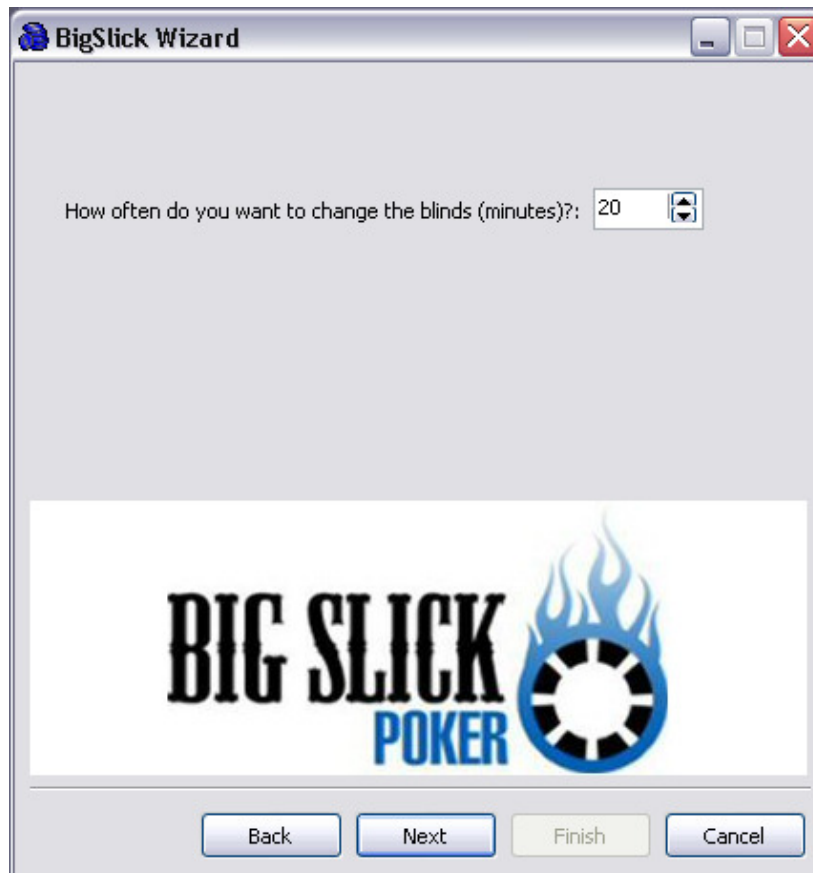 BigSlick Wizard
How often do you want to change the blinds (minutes)?: 20
BIG SLICK
POKER
Back Next Finish Cancel